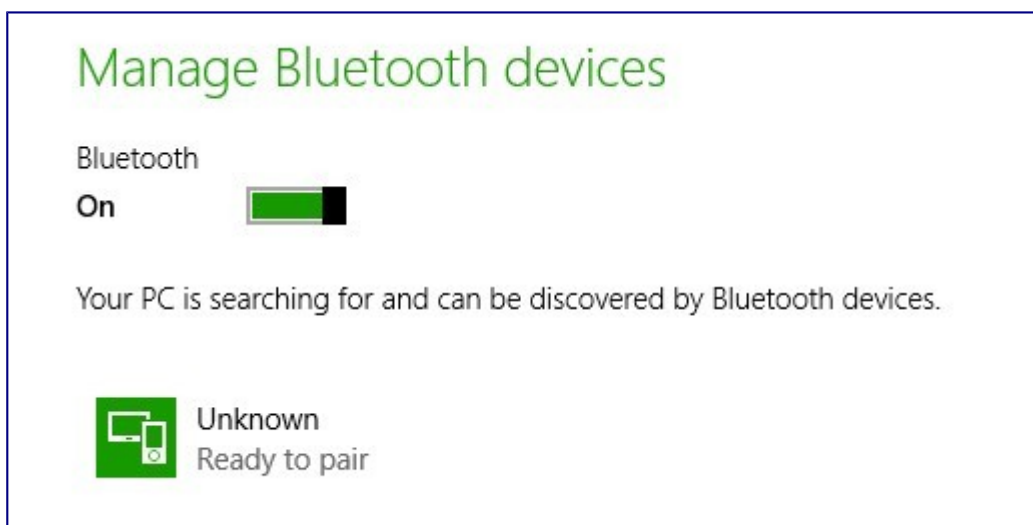 Manage Bluetooth devices
Bluetooth
On
Your PC is searching for and can be discovered by Bluetooth devices.
Unknown
Ready to pair